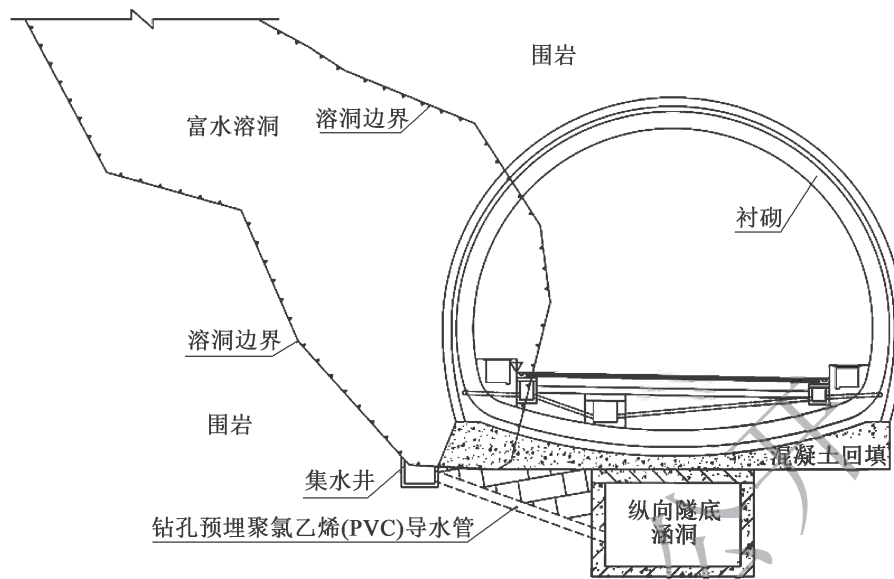 围岩
富水溶洞
溶洞边界
衬砌
溶洞边界
围岩
混凝土回填
集水井
纵向隧底
涵洞
钻孔预埋聚氯乙烯(PVC)导水管